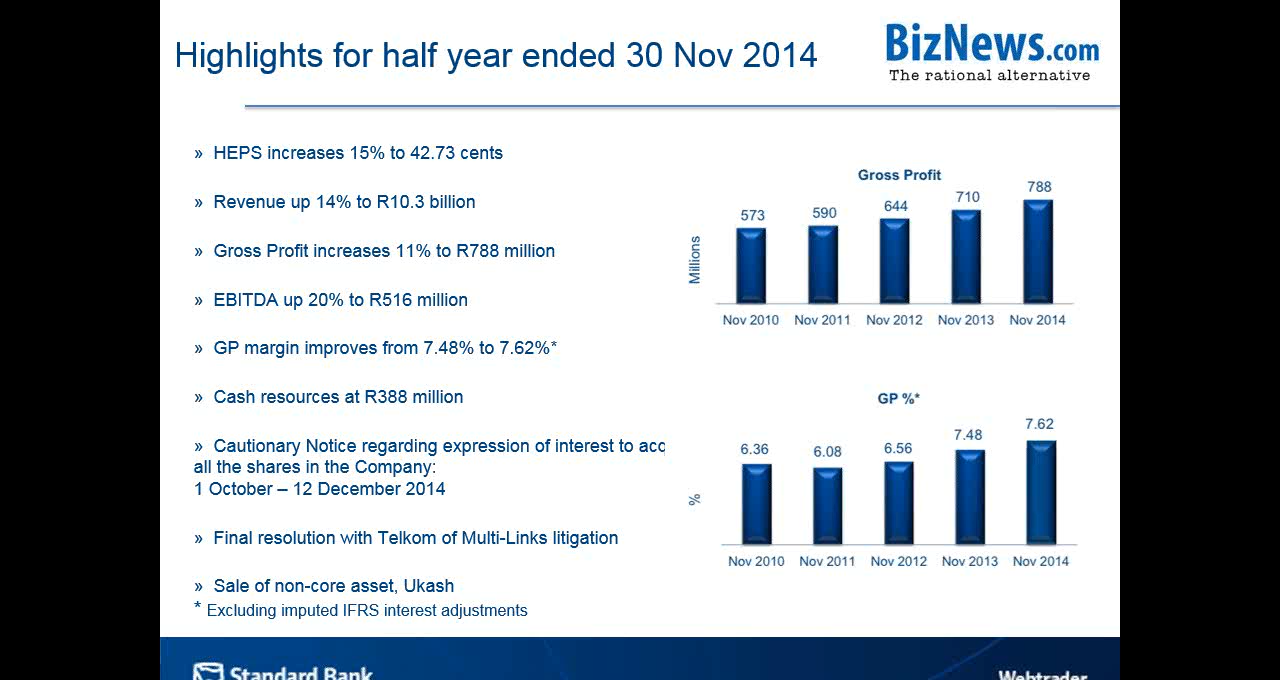 Highlights for half year ended 30 Nov 2014
BizNews.com
The rational alternative
» HEPS increases 15% to 42.73 cents
» Revenue up 14% to R10.3 billion
» Gross Profit increases 11% to R788 million
» EBITDA up 20% to R516 million
» GP margin improves from 7.48% to 7.62%*
» Cash resources at R388 million
» Cautionary Notice regarding expression of interest to acq
all the shares in the Company:
1 October – 12 December 2014
» Final resolution with Telkom of Multi-Links litigation
» Sale of non-core asset, Ukash
* Excluding imputed IFRS interest adjustments
Gross Profit
Millions
573 590 644 710 788
Nov 2010 Nov 2011 Nov 2012 Nov 2013 Nov 2014
GP %*
%
6.36 6.08 6.56 7.48 7.62
Nov 2010 Nov 2011 Nov 2012 Nov 2013 Nov 2014
Standard Bank
Webtrader